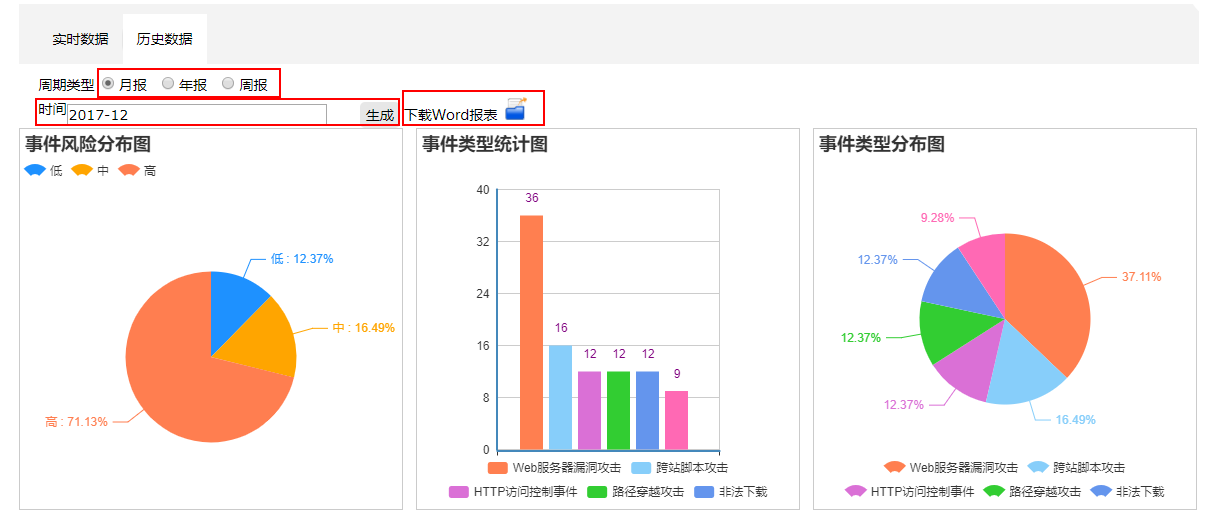 实时数据 历史数据
周期类型 月报 年报 周报
时间 2017-12 生成 下载Word报表
事件风险分布图
低 中 高
低 : 12.37%
中 : 16.49%
高 : 71.13%
事件类型统计图
40
32
24
16
8
0
36
16
12
12
12
9
Web服务器漏洞攻击 跨站脚本攻击
HTTP访问控制事件 路径穿越攻击 非法下载
事件类型分布图
9.28%
12.37%
37.11%
12.37%
12.37%
16.49%
Web服务器漏洞攻击 跨站脚本攻击
HTTP访问控制事件 路径穿越攻击 非法下载